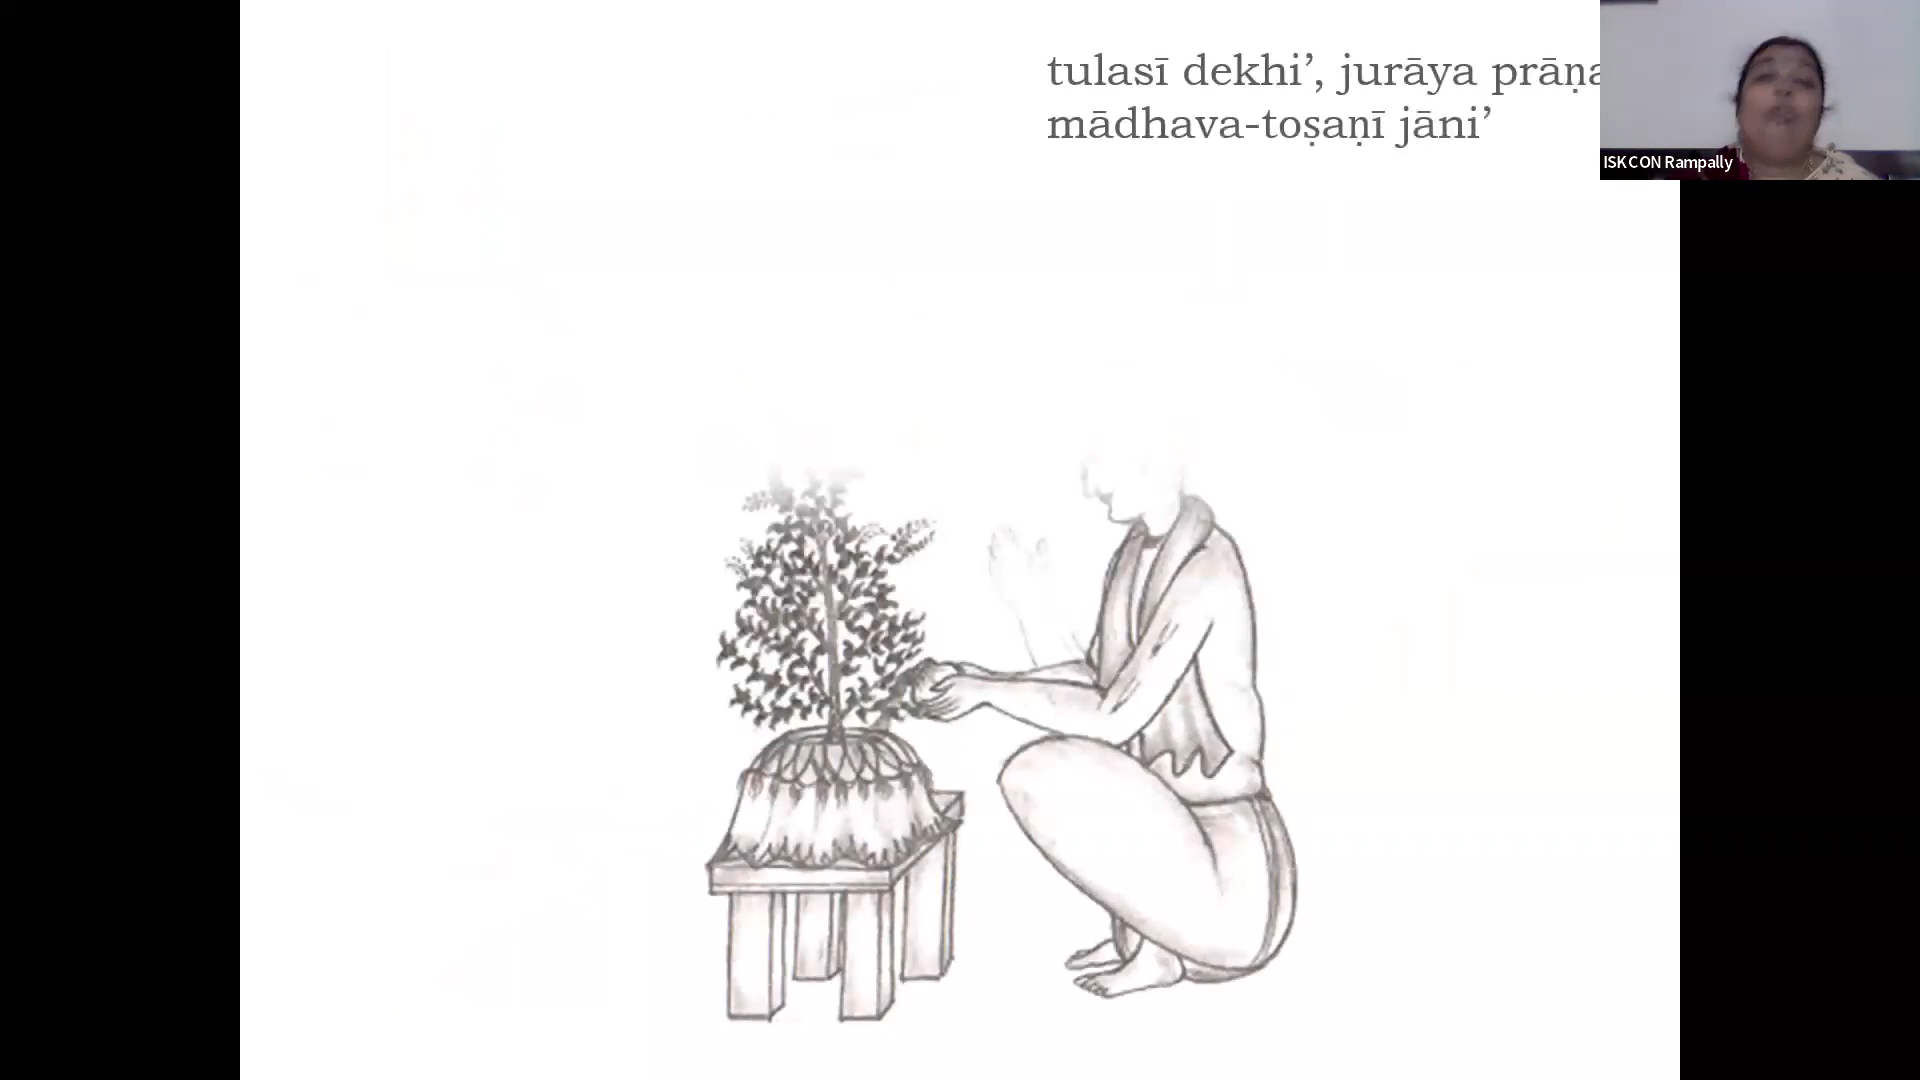 tulasī dekhi’, jurāya prāṇa
mādhava-toṣaṇī jāni’
ISKCON Rampally